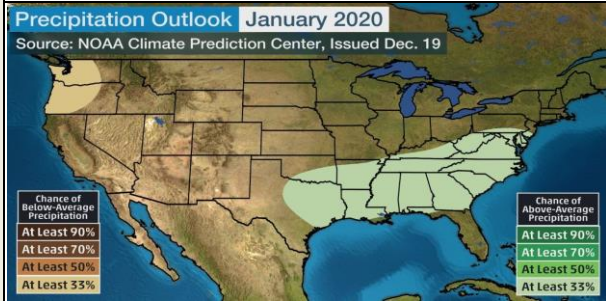 Precipitation Outlook January 2020
Source: NOAA Climate Prediction Center, Issued Dec. 19
Chance of
Below-Average
Precipitation
At Least 90%
At Least 70%
At Least 50%
At Least 33%
Chance of
Above-Average
Precipitation
At Least 90%
At Least 70%
At Least 50%
At Least 33%